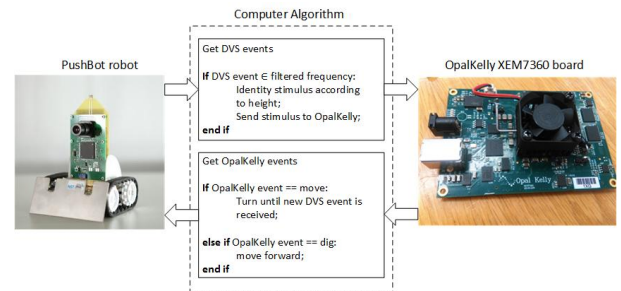 Computer Algorithm
PushBot robot
Get DVS events
If DVS event ∈ filtered frequency:
Identity stimulus according
to height;
Send stimulus to OpalKelly;
end if
Get OpalKelly events
If OpalKelly event == move:
Turn until new DVS event is
received;
else if OpalKelly event == dig:
move forward;
end if
OpalKelly XEM7360 board
Opal Kelly